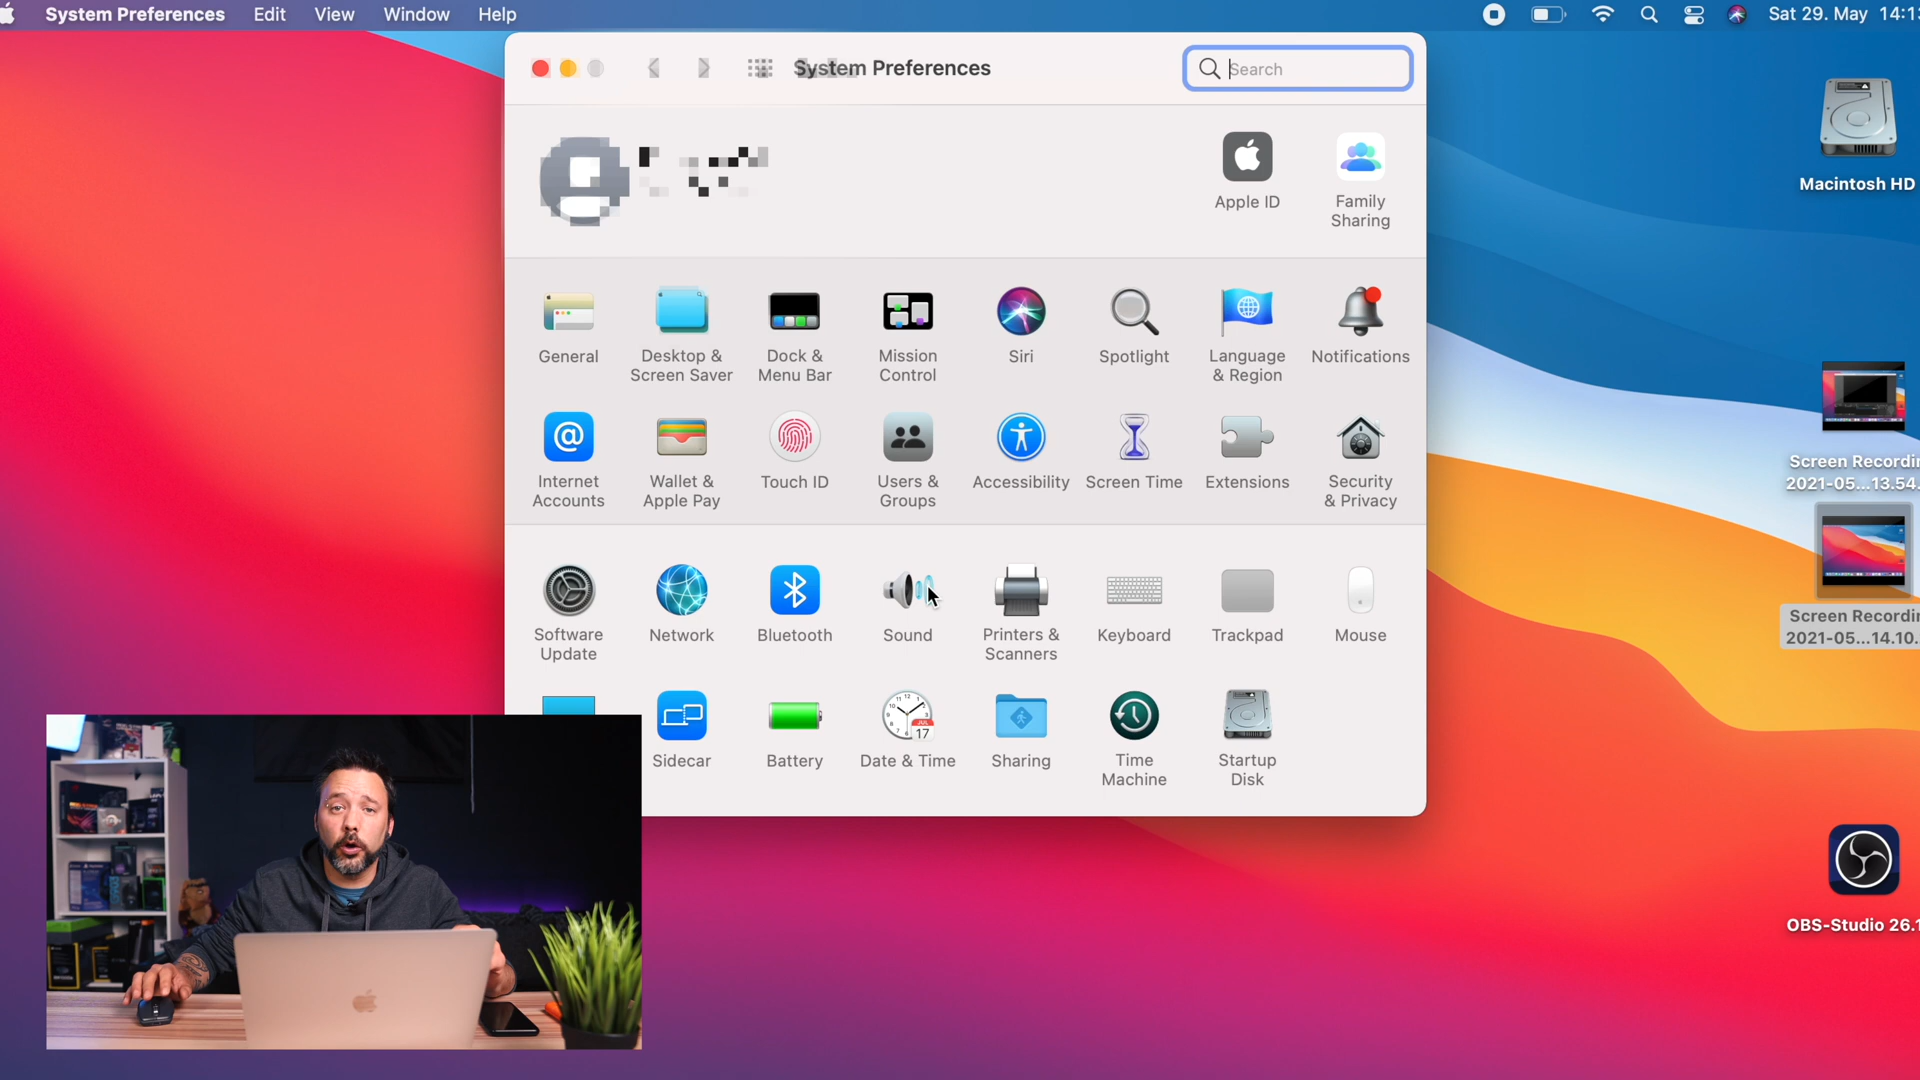 System Preferences Edit View Window Help Sat 29. May
System Preferences
Search
Apple ID
Family
Sharing
Macintosh HD
General
Desktop &
Screen Saver
Dock &
Menu Bar
Mission
Control
Siri
Spotlight
Language
& Region
Notifications
Internet
Accounts
Wallet &
Apple Pay
Touch ID
Users &
Groups
Accessibility
Screen Time
Extensions
Security
& Privacy
Screen Recordin
2021-05...13.54.
Software
Update
Network
Bluetooth
Sound
Printers &
Scanners
Keyboard
Trackpad
Mouse
Screen Recordin
2021-05...14.10.
Sidecar
Battery
JUL
17
Date & Time
Sharing
Time
Machine
Startup
Disk
OBS-Studio 26.1